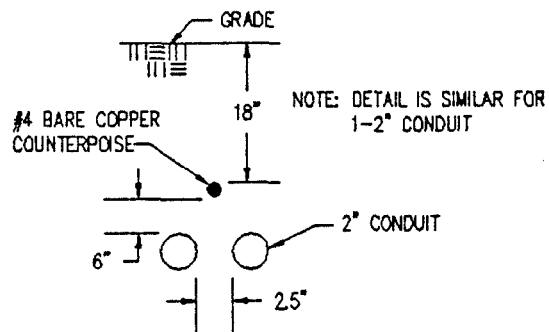 GRADE
18"
NOTE: DETAIL IS SIMILAR FOR
1-2" CONDUIT
#4 BARE COPPER
COUNTERPOISE
2" CONDUIT
6"
2.5"